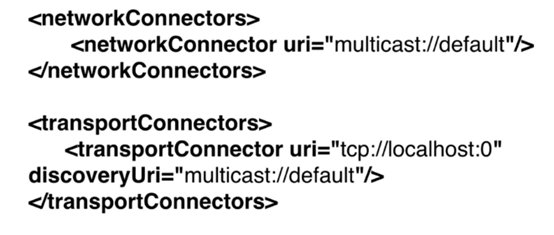 <networkConnectors>
<networkConnector uri="multicast://default"/>
</networkConnectors>
<transportConnectors>
<transportConnector uri="tcp://localhost:0"
discoveryUri="multicast://default"/>
</transportConnectors>